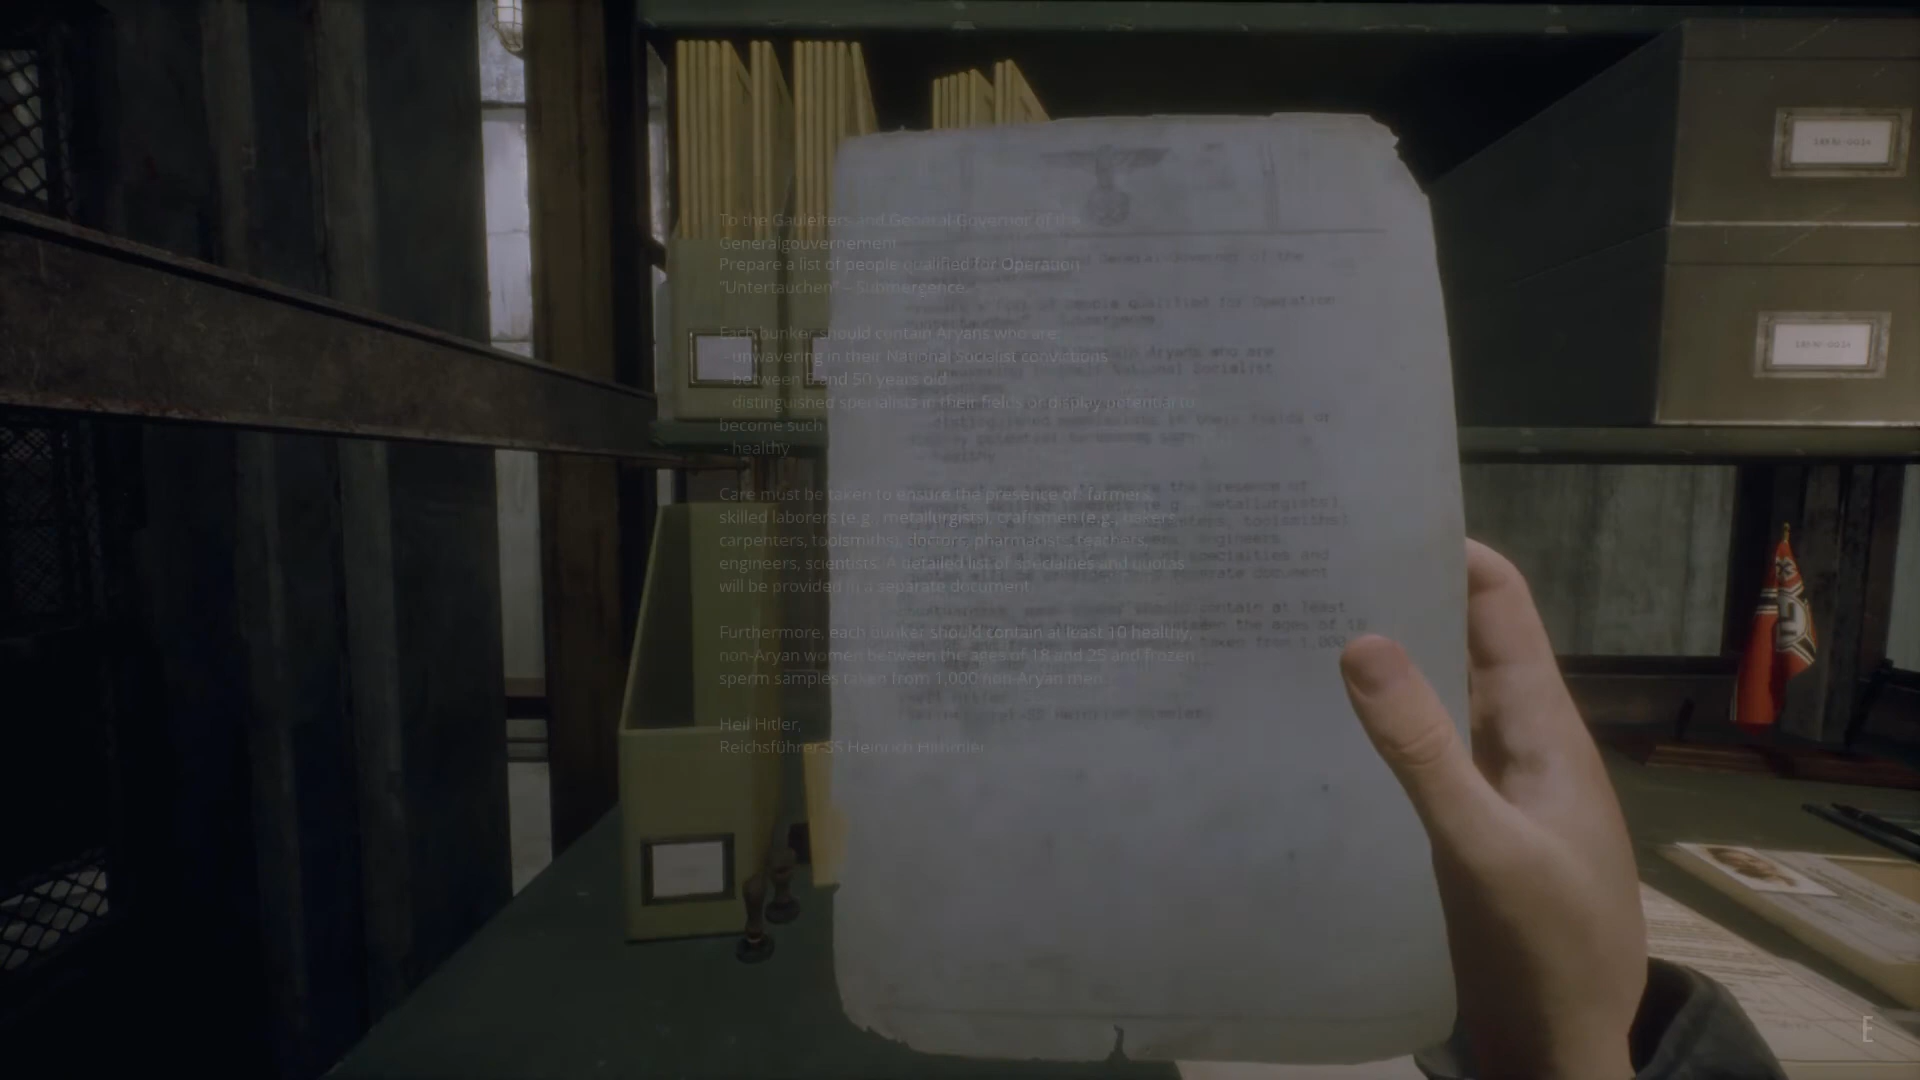 To the Gauleiters and General-Governor of the
Generalgouvernement
Prepare a list of people qualified for Operation
"Untertauchen" – Submergence.
Each bunker should contain Aryans who are:
- unwavering in their National Socialist convictions
- between 5 and 50 years old
- distinguished specialists in their fields or display potential to
become such
- healthy
Care must be taken to ensure the presence of: farmers,
skilled laborers (e.g., metallurgists), craftsmen (e.g., bakers,
carpenters, toolsmiths), doctors, pharmacist, teachers,
engineers, scientists. A detailed list of specialties and quotas
will be provided in a separate document.
Furthermore, each bunker should contain at least 10 healthy,
non-Aryan women between the ages of 18 and 25 and frozen
sperm samples taken from 1,000 non-Aryan men.
Heil Hitler,
Reichsführer-SS Heinrich Himmler
E